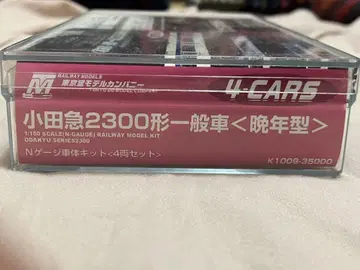 M
RAILWAY MODELS
東京堂モデルカンパニー
4-CARS
小田急2300形一般車<晩年型>
1:150 SCALE(N-GAUGE) RAILWAY MODEL KIT
ODAKYU SERIES2300
Nゲージ車体キット<4両セット>
K1009-35000